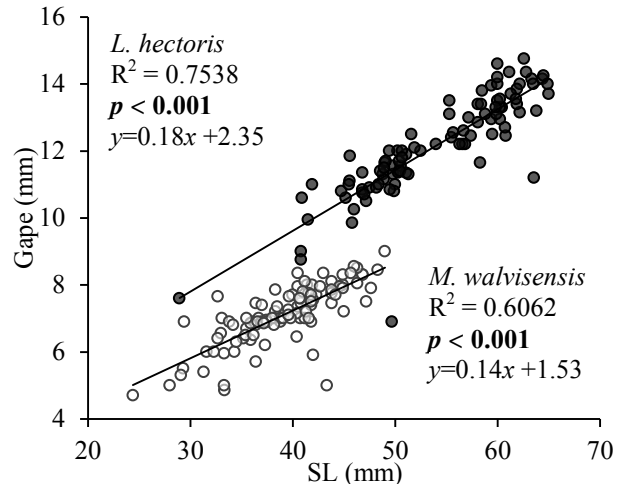 16
14
12
10
8
6
4
Gape (mm)
L. hectoris
R² = 0.7538
p < 0.001
y=0.18x +2.35
M. walvisensis
R² = 0.6062
p < 0.001
y=0.14x +1.53
20 30 40 50 60 70
SL (mm)